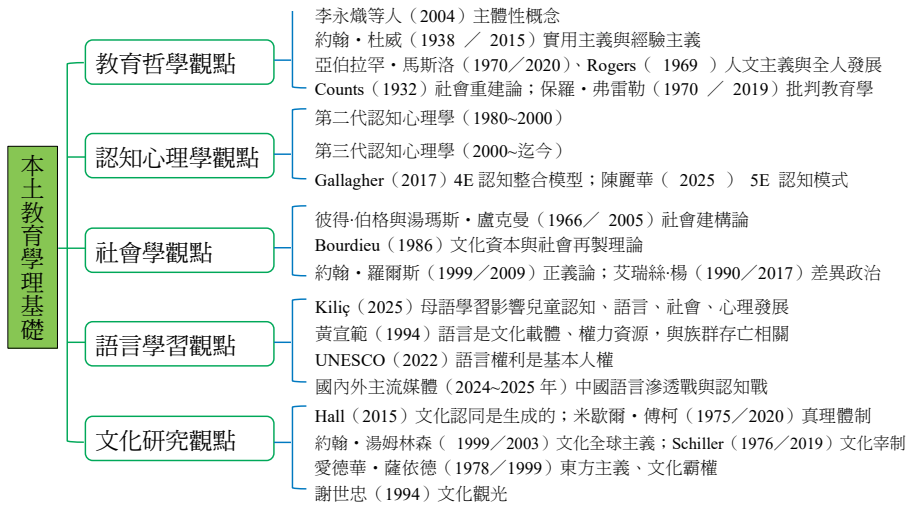 本土教育學理基礎
教育哲學觀點
李永熾等人（2004）主體性概念
約翰・杜威（1938 ／ 2015）實用主義與經驗主義
亞伯拉罕・馬斯洛（1970／2020）、Rogers（ 1969 ）人文主義與全人發展
Counts（1932）社會重建論；保羅・弗雷勒（1970 ／ 2019）批判教育學
認知心理學觀點
第二代認知心理學（1980~2000）
第三代認知心理學（2000~迄今）
Gallagher（2017）4E 認知整合模型；陳麗華（ 2025 ） 5E 認知模式
社會學觀點
彼得·伯格與湯瑪斯・盧克曼（1966／ 2005）社會建構論
Bourdieu（1986）文化資本與社會再製理論
約翰・羅爾斯（1999／2009）正義論；艾瑞絲·楊（1990／2017）差異政治
語言學習觀點
Kiliç（2025）母語學習影響兒童認知、語言、社會、心理發展
黃宣範（1994）語言是文化載體、權力資源，與族群存亡相關
UNESCO（2022）語言權利是基本人權
國內外主流媒體（2024~2025 年）中國語言滲透戰與認知戰
文化研究觀點
Hall（2015）文化認同是生成的；米歇爾・傅柯（1975／2020）真理體制
約翰・湯姆林森（ 1999／2003）文化全球主義；Schiller（1976／2019）文化宰制
愛德華・薩依德（1978／1999）東方主義、文化霸權
謝世忠（1994）文化觀光